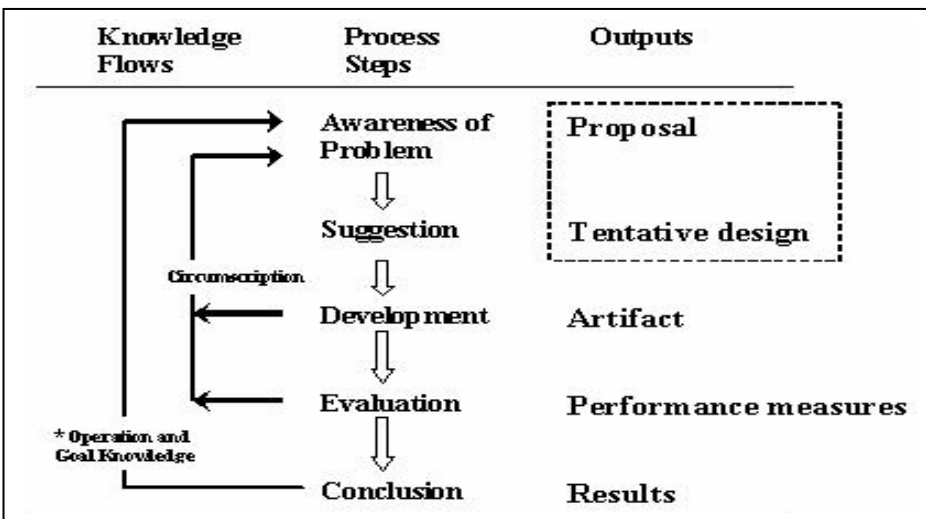 Knowledge
Flows
Process
Steps
Outputs
Awareness of
Problem
Proposal
Suggestion
Tentative design
Circumscription
Development
Artifact
Evaluation
Performance measures
* Operation and
Goal Knowledge
Conclusion
Results